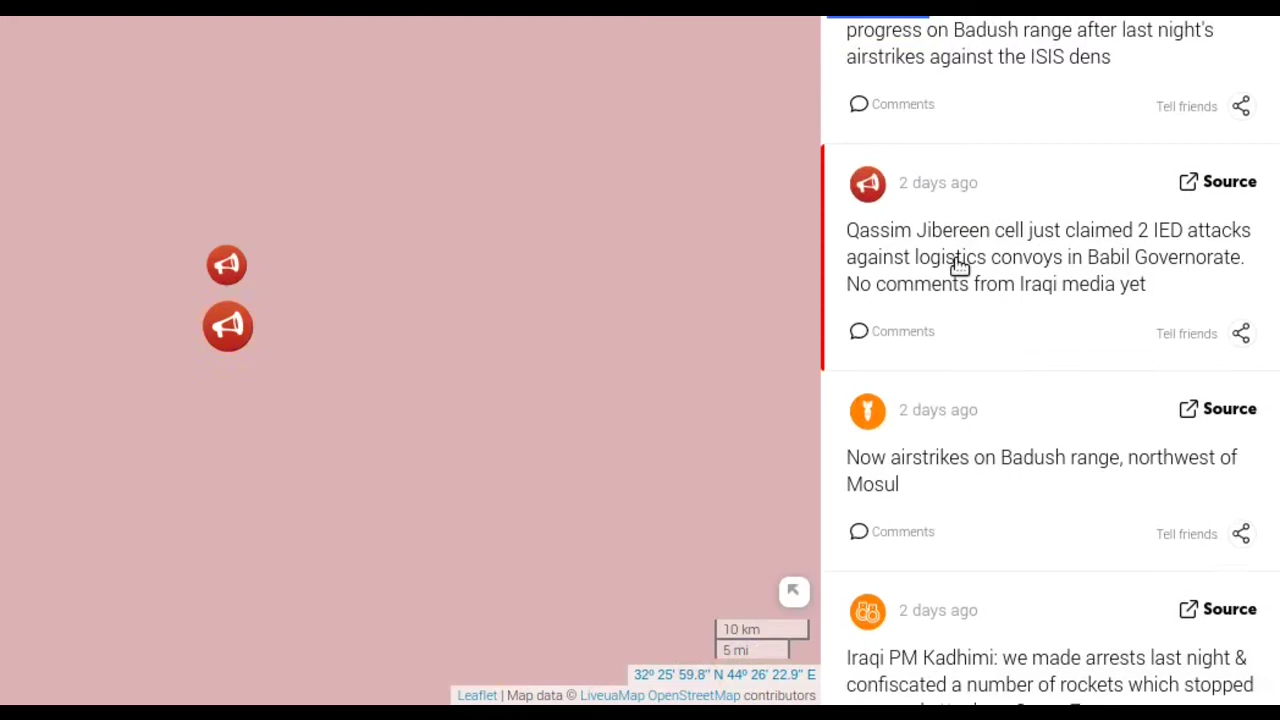 progress on Badush range after last night's
airstrikes against the ISIS dens
Comments
Tell friends
2 days ago
Source
Qassim Jibereen cell just claimed 2 IED attacks
against logistics convoys in Babil Governorate.
No comments from Iraqi media yet
Comments
Tell friends
2 days ago
Source
Now airstrikes on Badush range, northwest of
Mosul
Comments
Tell friends
2 days ago
Source
Iraqi PM Kadhimi: we made arrests last night &
confiscated a number of rockets which stopped
10 km
5 mi
32º 25' 59.8" N 44º 26' 22.9" E
Leaflet | Map data © LiveuaMap OpenStreetMap contributors